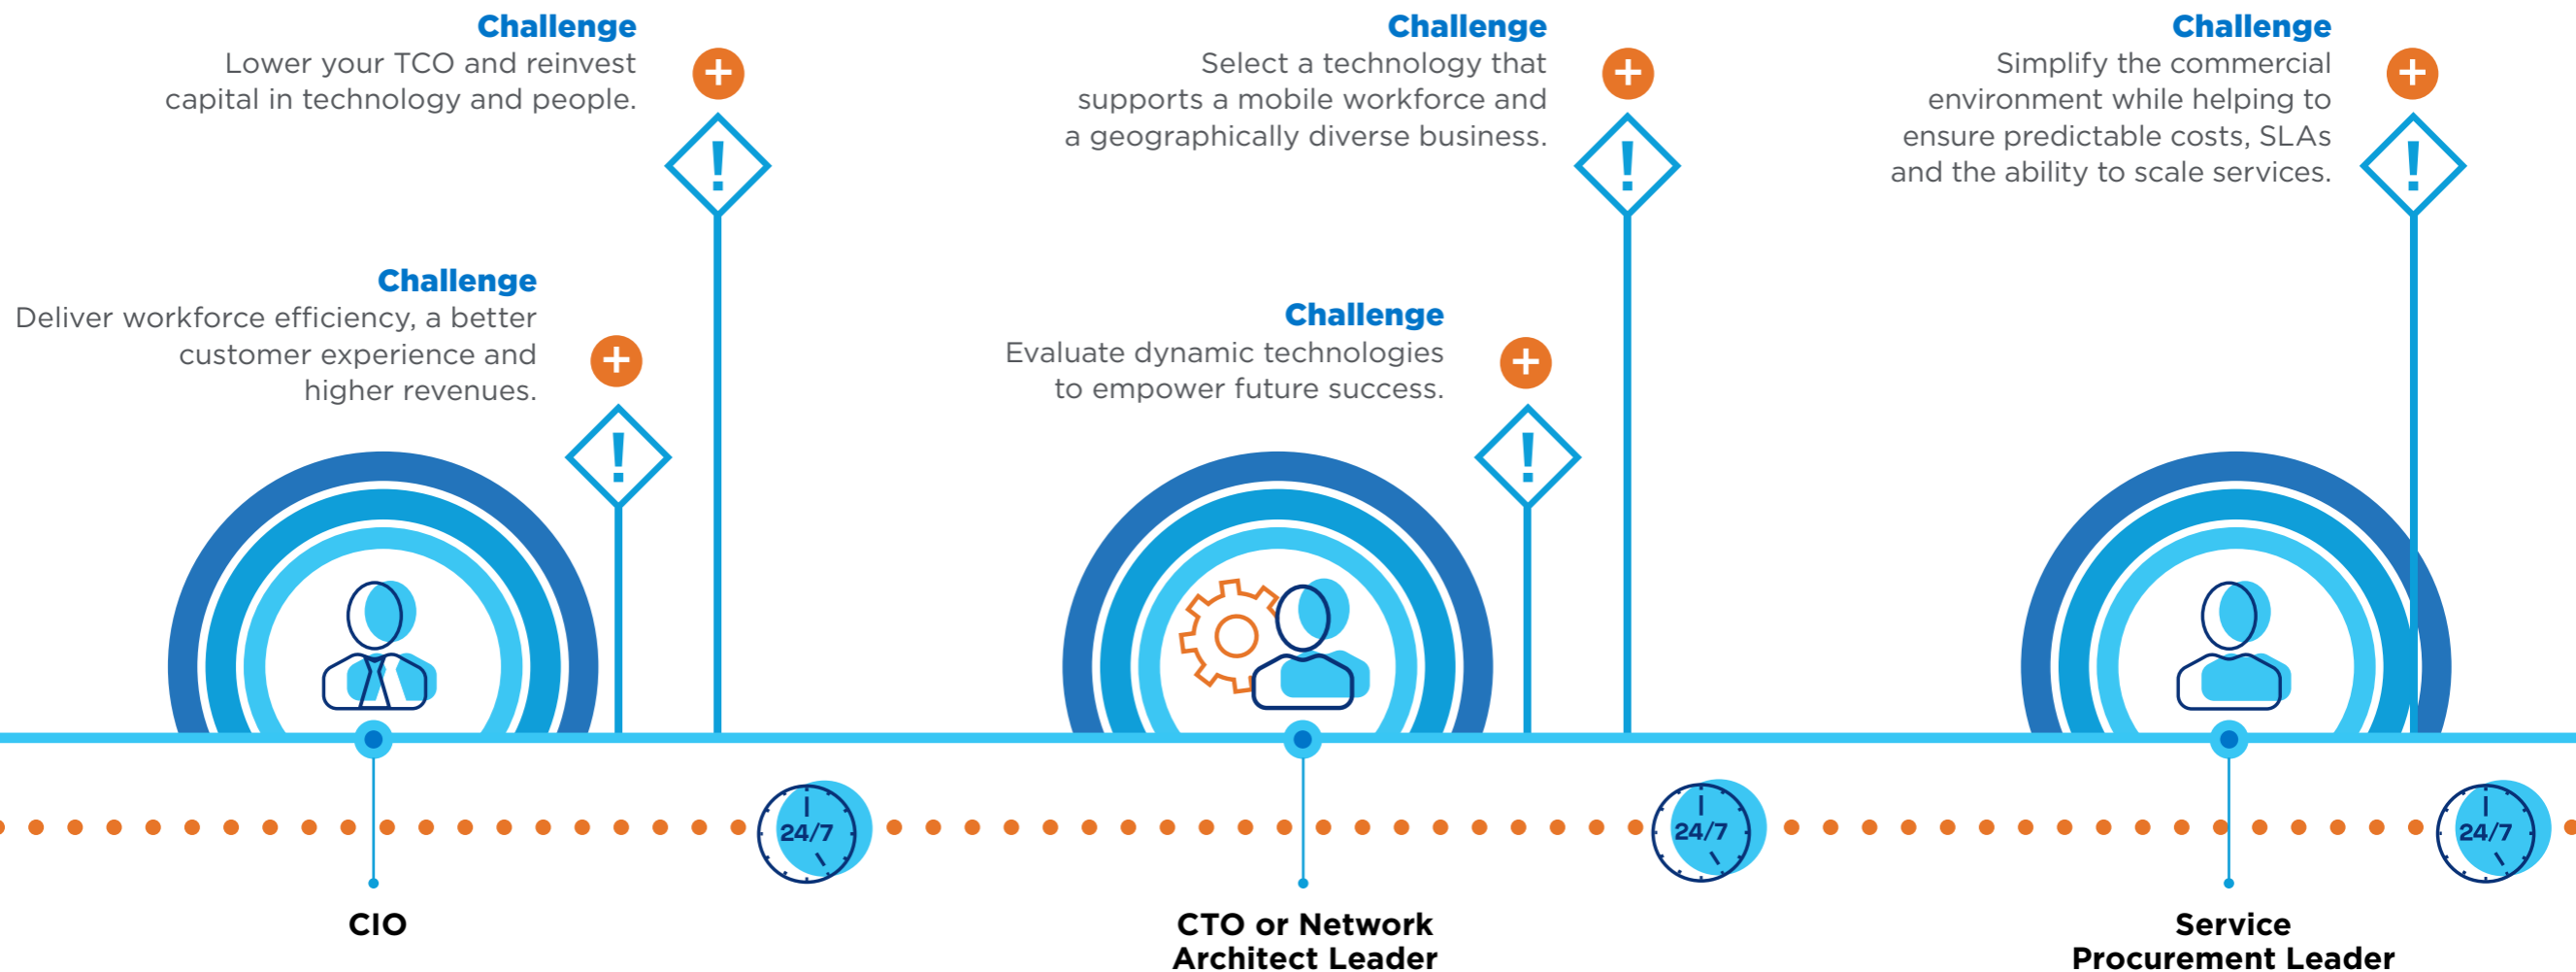 Challenge
Lower your TCO and reinvest
capital in technology and people.
Challenge
Deliver workforce efficiency, a better
customer experience and
higher revenues.
Challenge
Select a technology that
supports a mobile workforce and
a geographically diverse business.
Challenge
Evaluate dynamic technologies
to empower future success.
Challenge
Simplify the commercial
environment while helping to
ensure predictable costs, SLAs
and the ability to scale services.
!
!
!
!
!
24/7
24/7
24/7
CIO
CTO or Network
Architect Leader
Service
Procurement Leader